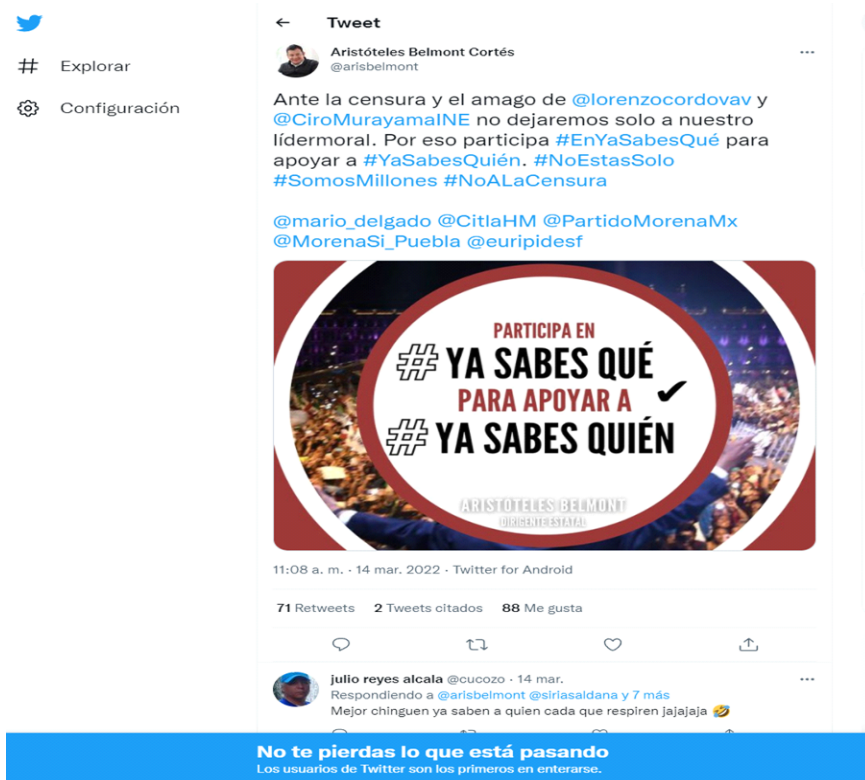 Tweet
Explorar
Configuración
Aristóteles Belmont Cortés
@arisbelmont
Ante la censura y el amago de @lorenzocordovav y
@CiroMurayamaINE no dejaremos solo a nuestro
lídermoral. Por eso participa #EnYaSabesQué para
apoyar a #YaSabesQuién. #NoEstasSolo
#SomosMillones #NoALaCensura
@mario_delgado @CitlaHM @PartidoMorenaMx
@MorenaSi_Puebla @euripidesf
PARTICIPA EN
# YA SABES QUÉ
PARA APOYAR A
# YA SABES QUIÉN
ARISTÓTELES BELMONT
DIRIGENTE ESTATAL
11:08 a. m. · 14 mar. 2022 · Twitter for Android
71 Retweets 2 Tweets citados 88 Me gusta
julio reyes alcala @cucozo · 14 mar.
Respondiendo a @arisbelmont @siriasaldana y 7 más
Mejor chinguen ya saben a quien cada que respiren jajajaja 🤣
No te pierdas lo que está pasando
Los usuarios de Twitter son los primeros en enterarse.